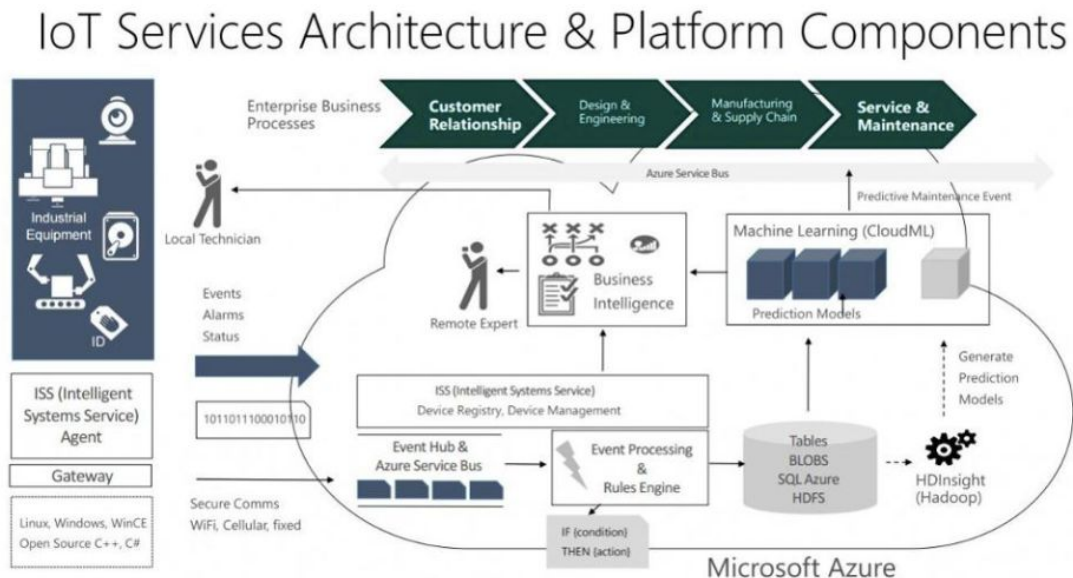 IoT Services Architecture & Platform Components
Enterprise Business
Processes
Customer
Relationship
Design &
Engineering
Manufacturing
& Supply Chain
Service &
Maintenance
Azure Service Bus
Predictive Maintenance Event
Industrial
Equipment
ID
Local Technician
Remote Expert
Business
Intelligence
Machine Learning (CloudML)
Prediction Models
Events
Alarms
Status
Generate
Prediction
Models
ISS (Intelligent
Systems Service)
Agent
Gateway
Linux, Windows, WinCE
Open Source C++, C#
1011011100010110
Secure Comms
WiFi, Cellular, fixed
ISS (Intelligent Systems Service)
Device Registry, Device Management
Event Hub &
Azure Service Bus
Event Processing
&
Rules Engine
IF {condition}
THEN {action}
Tables
BLOBS
SQL Azure
HDFS
HDInsight
(Hadoop)
Microsoft Azure